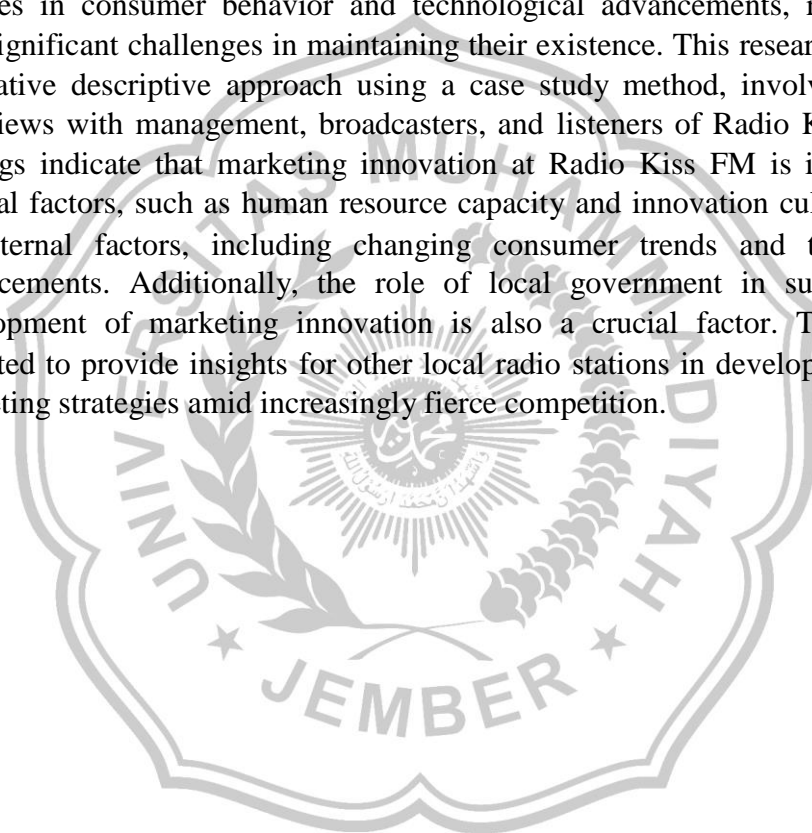 es in consumer behavior and technological advancements, r
ignificant challenges in maintaining their existence. This resear
ative descriptive approach using a case study method, involv
views with management, broadcasters, and listeners of Radio K
gs indicate that marketing innovation at Radio Kiss FM is i
al factors, such as human resource capacity and innovation cul
ternal factors, including changing consumer trends and t
cements. Additionally, the role of local government in su
opment of marketing innovation is also a crucial factor. T
ted to provide insights for other local radio stations in develop
eting strategies amid increasingly fierce competition.
UNIVERSITAS MUHAMMADIYAH
JEMBER